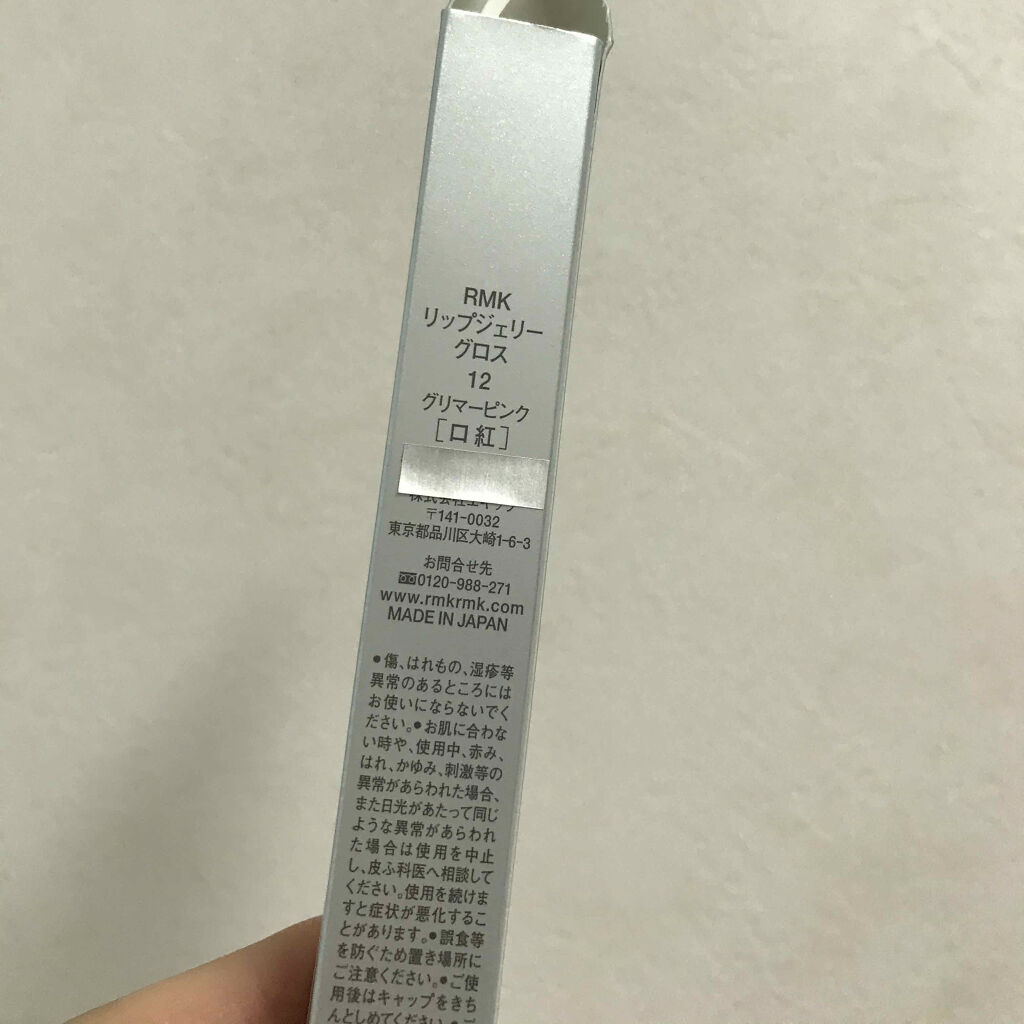 RMK
リップジェリー
グロス
12
グリマーピンク
[口紅]
〒141-0032
東京都品川区大崎1-6-3
お問合せ先
0120-988-271
www.rmkrmk.com
MADE IN JAPAN
●傷、はれもの、湿疹等
異常のあるところには
お使いにならないでく
ださい。●お肌に合わな
い時や、使用中、赤み、
はれ、かゆみ、刺激等の
異常があらわれた場合、
また日光があたって同じ
ような異常があらわれ
た場合は使用を中止
し、皮ふ科医へ相談して
ください。使用を続けま
すと症状が悪化するこ
とがあります。●誤食等
を防ぐため置き場所に
ご注意ください。●ご使
用後はキャップをきち
んとしめてください。